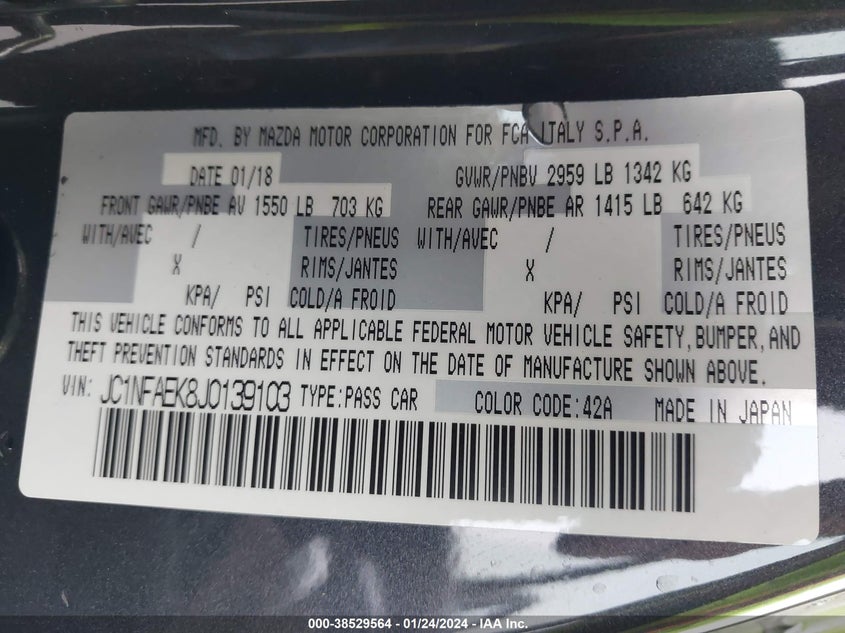 MFD. BY MAZDA MOTOR CORPORATION FOR FCA ITALY S.P.A.
DATE 01/18 GVWR/PNBV 2959 LB 1342 KG
FRONT GAWR/PNBE AV 1550 LB 703 KG REAR GAWR/PNBE AR 1415 LB 642 KG
WITH/AVEC / TIRES/PNEUS WITH/AVEC / TIRES/PNEUS
X RIMS/JANTES X RIMS/JANTES
KPA/ PSI COLD/A FROID KPA/ PSI COLD/A FROID
THIS VEHICLE CONFORMS TO ALL APPLICABLE FEDERAL MOTOR VEHICLE SAFETY, BUMPER, AND
THEFT PREVENTION STANDARDS IN EFFECT ON THE DATE OF MANUFACTURE SHOWN ABOVE.
VIN: JC1NFAEK8J0139103 TYPE:PASS CAR COLOR CODE:42A MADE IN JAPAN
000-38529564 - 01/24/2024 - IAA Inc.